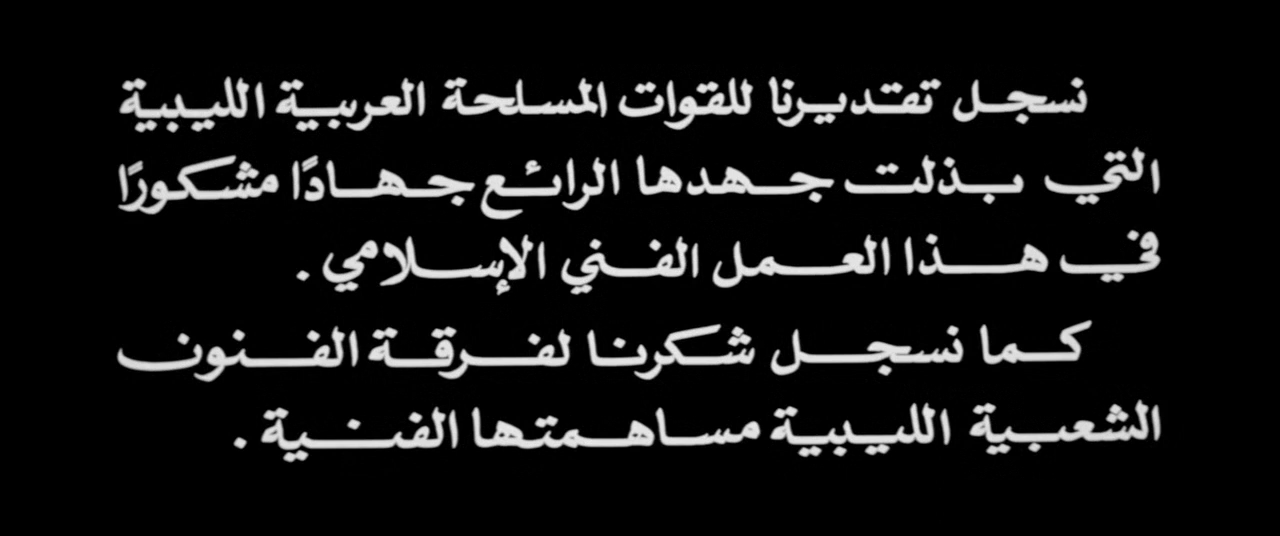 نسجل تقديرنا للقوات المسلحة العربية الليبية
التي بذلت جهدها الرائع جهادًا مشكورًا
في هذا العمل الفني الإسلامي .
كما نسجل شكرنا لفرقة الفنون
الشعبية الليبية مساهمتها الفنية .